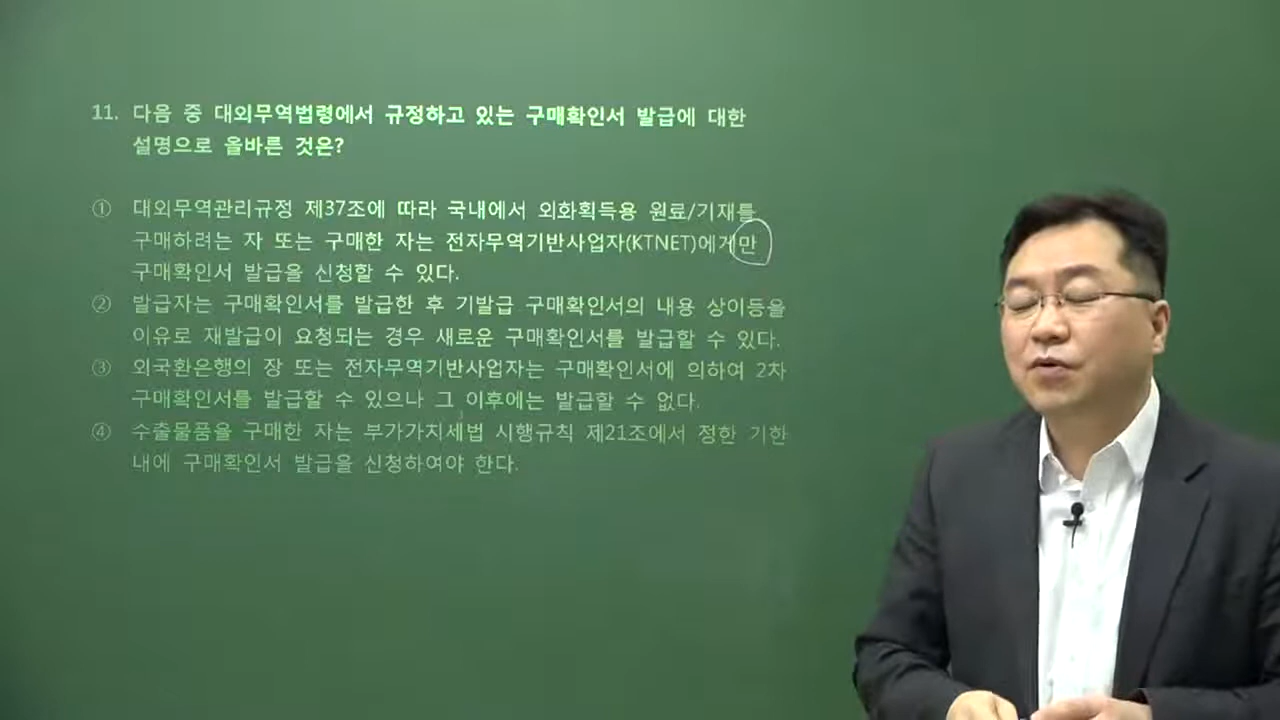 11. 다음 중 대외무역법령에서 규정하고 있는 구매확인서 발급에 대한
설명으로 올바른 것은?
① 대외무역관리규정 제37조에 따라 국내에서 외화획득용 원료/기재를
구매하려는 자 또는 구매한 자는 전자무역기반사업자(KTNET)에게만
구매확인서 발급을 신청할 수 있다.
② 발급자는 구매확인서를 발급한 후 기발급 구매확인서의 내용 상이등을
이유로 재발급이 요청되는 경우 새로운 구매확인서를 발급할 수 있다.
③ 외국환은행의 장 또는 전자무역기반사업자는 구매확인서에 의하여 2차
구매확인서를 발급할 수 있으나 그 이후에는 발급할 수 없다.
④ 수출물품을 구매한 자는 부가가치세법 시행규칙 제21조에서 정한 기한
내에 구매확인서 발급을 신청하여야 한다.